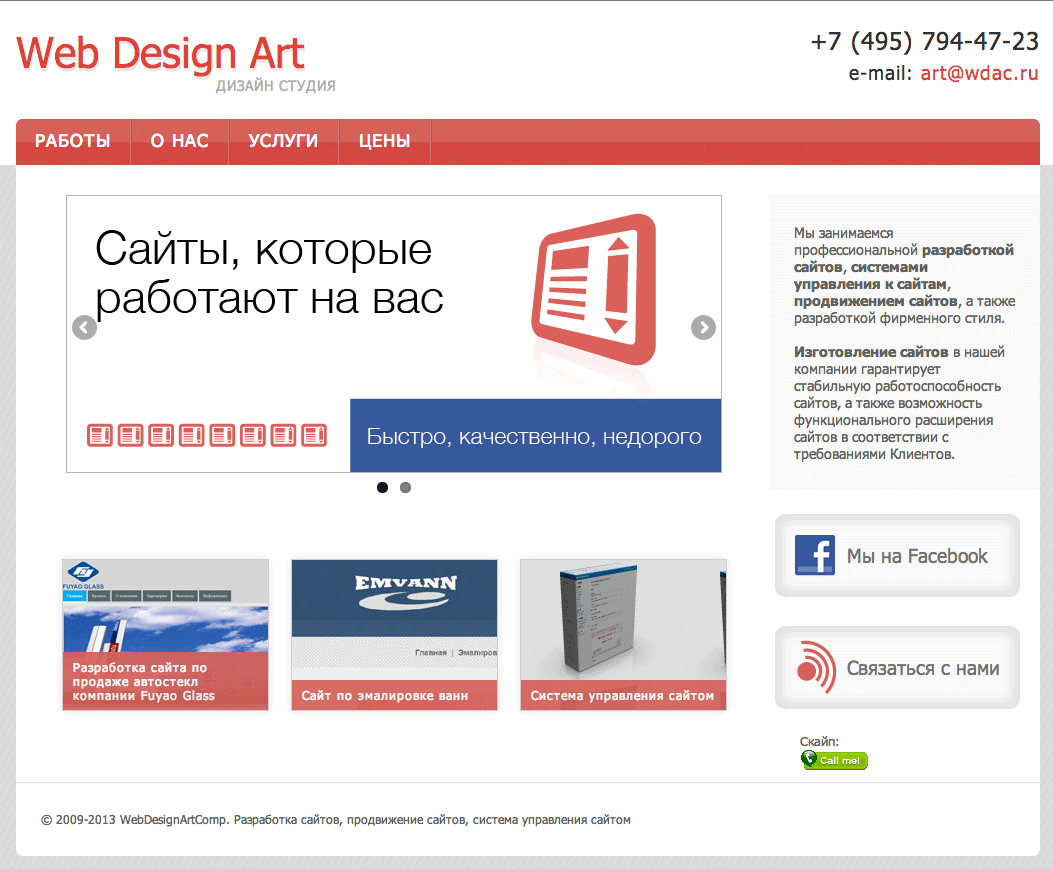 Web Design Art
ДИЗАЙН СТУДИЯ
+7 (495) 794-47-23
e-mail: art@wdac.ru
РАБОТЫ О НАС УСЛУГИ ЦЕНЫ
Сайты, которые
работают на вас
Быстро, качественно, недорого
Мы занимаемся
профессиональной разработкой
сайтов, системами
управления к сайтам,
продвижением сайтов, а также
разработкой фирменного стиля.
Изготовление сайтов в нашей
компании гарантирует
стабильную работоспособность
сайтов, а также возможность
функционального расширения
сайтов в соответствии с
требованиями Клиентов.
Мы на Facebook
Связаться с нами
Скайп:
Call me!
FUYAO GLASS
Разработка сайта по
продаже автостекл
компании Fuyao Glass
EMVANN
Главная | Эмалиров
Сайт по эмалировке ванн
Система управления сайтом
© 2009-2013 WebDesignArtComp. Разработка сайтов, продвижение сайтов, система управления сайтом